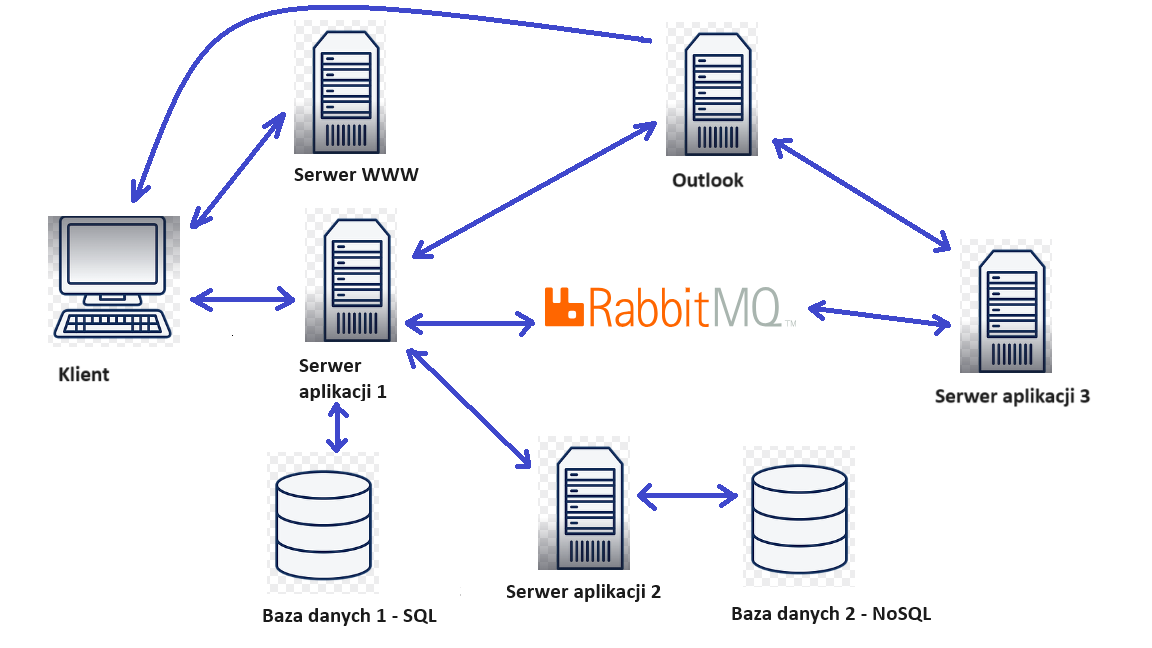 Serwer WWW
Outlook
Klient
Serwer
aplikacji 1
RabbitMQ™
Serwer aplikacji 3
Serwer aplikacji 2
Baza danych 1 - SQL
Baza danych 2 - NoSQL